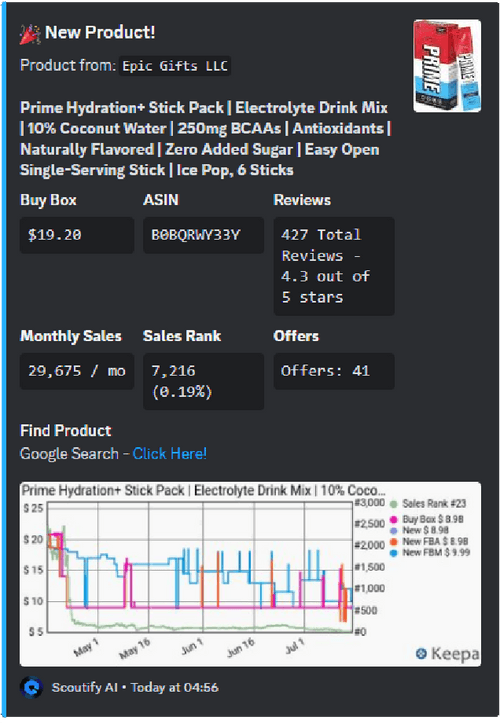 New Product!
Product from: Epic Gifts LLC
PRIME
PRIME
Prime Hydration+ Stick Pack | Electrolyte Drink Mix
| 10% Coconut Water | 250mg BCAAs | Antioxidants |
Naturally Flavored | Zero Added Sugar | Easy Open
Single-Serving Stick | Ice Pop, 6 Sticks
Buy Box ASIN Reviews
$19.20 B0BQRWY33Y 427 Total
Reviews -
4.3 out of
5 stars
Monthly Sales Sales Rank Offers
29,675 / mo 7,216 Offers: 41
(0.19%)
Find Product
Google Search - Click Here!
Prime Hydration+ Stick Pack | Electrolyte Drink Mix | 10% Coco...
$ 25 #3,000 Sales Rank #23
$ 20 #2,500 Buy Box $ 8.98
#2,000 New $ 8.98
$ 15 #1,500 New FBA $ 8.98
#1,000 New FBM $ 9.99
$ 10 #500
$ 5 #0
May 1 May 16 Jun 1 Jun 16 Jul 1
Keepa
Scoutify AI • Today at 04:56